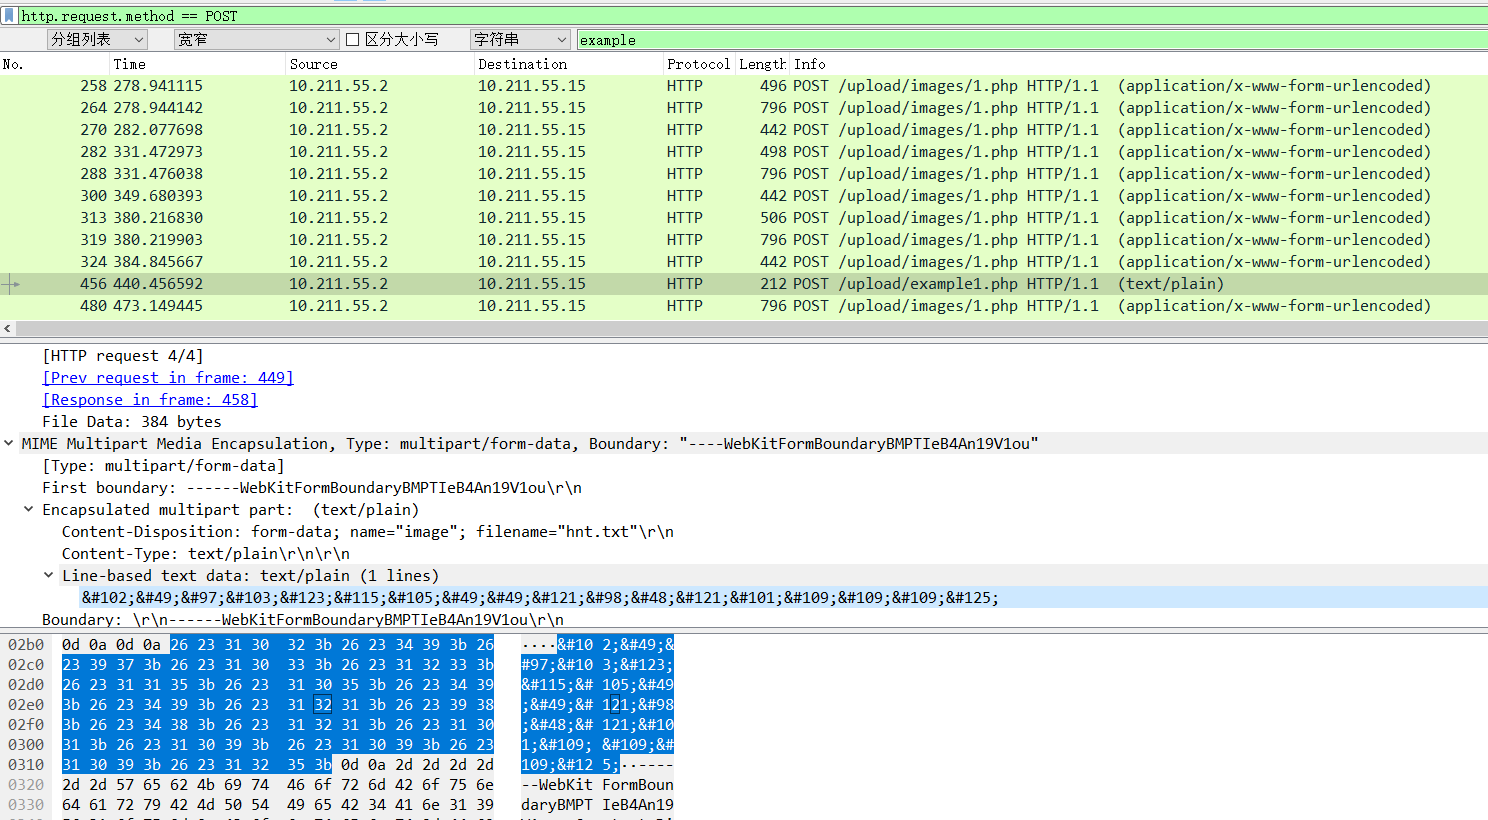 http.request.method == POST
分组列表 宽窄 区分大小写 字符串 example
No. Time Source Destination Protocol Length Info
258 278.941115 10.211.55.2 10.211.55.15 HTTP 496 POST /upload/images/1.php HTTP/1.1 (application/x-www-form-urlencoded)
264 278.944142 10.211.55.2 10.211.55.15 HTTP 796 POST /upload/images/1.php HTTP/1.1 (application/x-www-form-urlencoded)
270 282.077698 10.211.55.2 10.211.55.15 HTTP 442 POST /upload/images/1.php HTTP/1.1 (application/x-www-form-urlencoded)
282 331.472973 10.211.55.2 10.211.55.15 HTTP 498 POST /upload/images/1.php HTTP/1.1 (application/x-www-form-urlencoded)
288 331.476038 10.211.55.2 10.211.55.15 HTTP 796 POST /upload/images/1.php HTTP/1.1 (application/x-www-form-urlencoded)
300 349.680393 10.211.55.2 10.211.55.15 HTTP 442 POST /upload/images/1.php HTTP/1.1 (application/x-www-form-urlencoded)
313 380.216830 10.211.55.2 10.211.55.15 HTTP 506 POST /upload/images/1.php HTTP/1.1 (application/x-www-form-urlencoded)
319 380.219903 10.211.55.2 10.211.55.15 HTTP 796 POST /upload/images/1.php HTTP/1.1 (application/x-www-form-urlencoded)
324 384.845667 10.211.55.2 10.211.55.15 HTTP 442 POST /upload/images/1.php HTTP/1.1 (application/x-www-form-urlencoded)
456 440.456592 10.211.55.2 10.211.55.15 HTTP 212 POST /upload/example1.php HTTP/1.1 (text/plain)
480 473.149445 10.211.55.2 10.211.55.15 HTTP 796 POST /upload/images/1.php HTTP/1.1 (application/x-www-form-urlencoded)
[HTTP request 4/4]
[Prev request in frame: 449]
[Response in frame: 458]
File Data: 384 bytes
MIME Multipart Media Encapsulation, Type: multipart/form-data, Boundary: "----WebKitFormBoundaryBMPTIeB4An19V1ou"
[Type: multipart/form-data]
First boundary: ------WebKitFormBoundaryBMPTIeB4An19V1ou\r\n
Encapsulated multipart part: (text/plain)
Content-Disposition: form-data; name="image"; filename="hnt.txt"\r\n
Content-Type: text/plain\r\n\r\n
Line-based text data: text/plain (1 lines)
&#102;&#49;&#97;&#103;&#123;&#115;&#105;&#49;&#49;&#121;&#98;&#48;&#121;&#101;&#109;&#109;&#109;&#125;
Boundary: \r\n------WebKitFormBoundaryBMPTIeB4An19V1ou\r\n
02b0 0d 0a 0d 0a 26 23 31 30 32 3b 26 23 34 39 3b 26 ····&#10 2;&#49;&
02c0 23 39 37 3b 26 23 31 30 33 3b 26 23 31 32 33 3b #97;&#10 3;&#123;
02d0 26 23 31 31 35 3b 26 23 31 30 35 3b 26 23 34 39 &#115;&# 105;&#49
02e0 3b 26 23 34 39 3b 26 23 31 32 31 3b 26 23 39 38 ;&#49;&# 121;&#98
02f0 3b 26 23 34 38 3b 26 23 31 32 31 3b 26 23 31 30 ;&#48;&# 121;&#10
0300 31 3b 26 23 31 30 39 3b 26 23 31 30 39 3b 26 23 1;&#109; &#109;&#
0310 31 30 39 3b 26 23 31 32 35 3b 0d 0a 2d 2d 2d 2d 109;&#12 5;··----
0320 2d 2d 57 65 62 4b 69 74 46 6f 72 6d 42 6f 75 6e --WebKit FormBoun
0330 64 61 72 79 42 4d 50 54 49 65 42 34 41 6e 31 39 daryBMPT IeB4An19